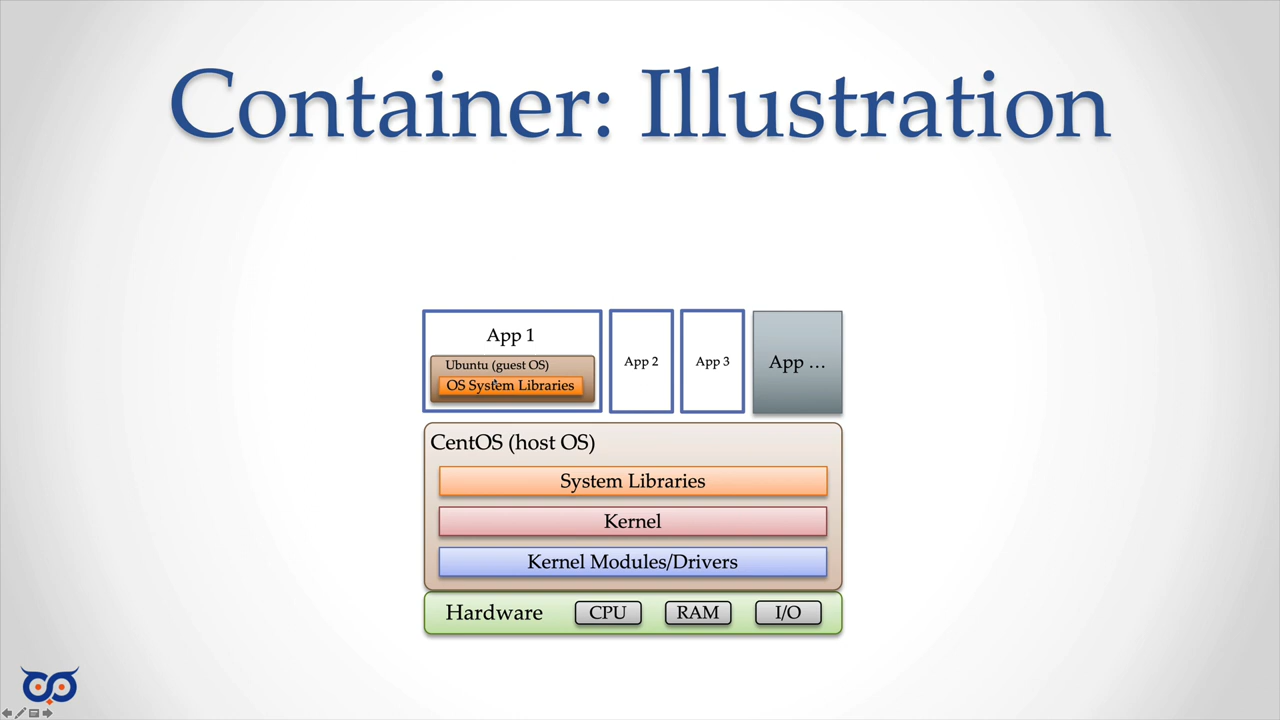 Container: Illustration
App 1
Ubuntu (guest OS)
OS System Libraries
App 2
App 3
App …
CentOS (host OS)
System Libraries
Kernel
Kernel Modules/Drivers
Hardware
CPU
RAM
I/O